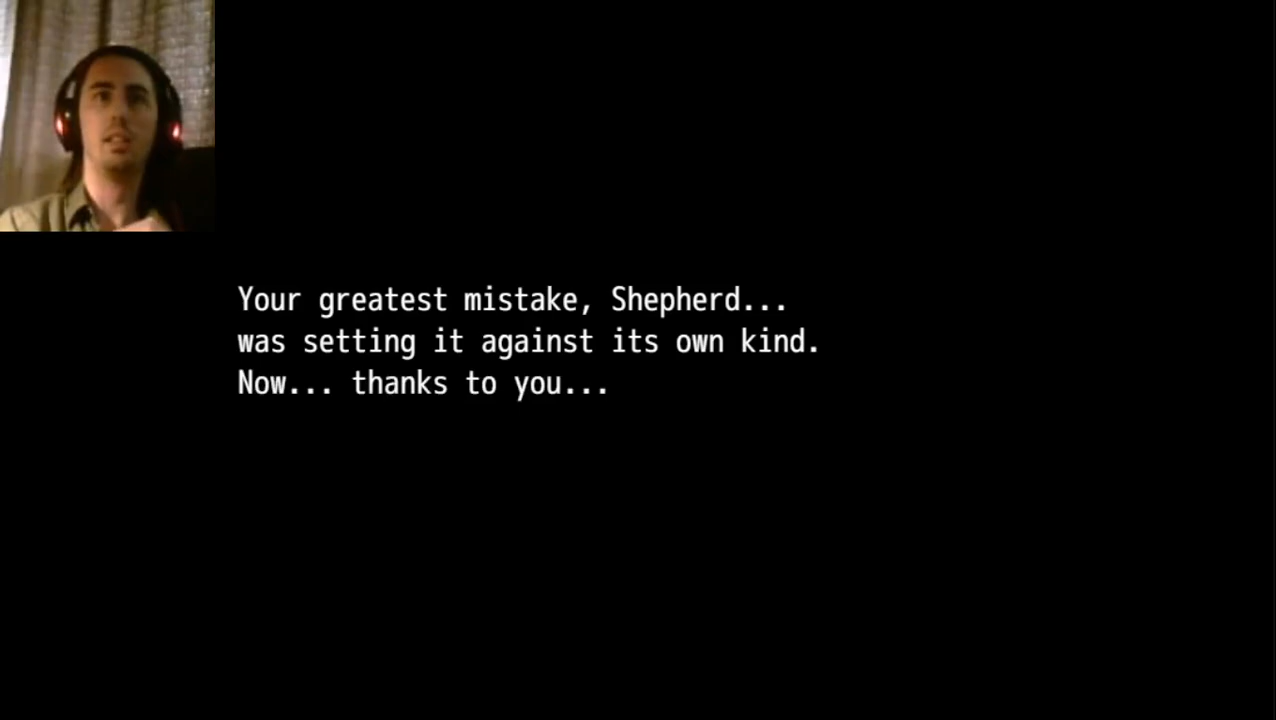 Your greatest mistake, Shepherd...
was setting it against its own kind.
Now... thanks to you...